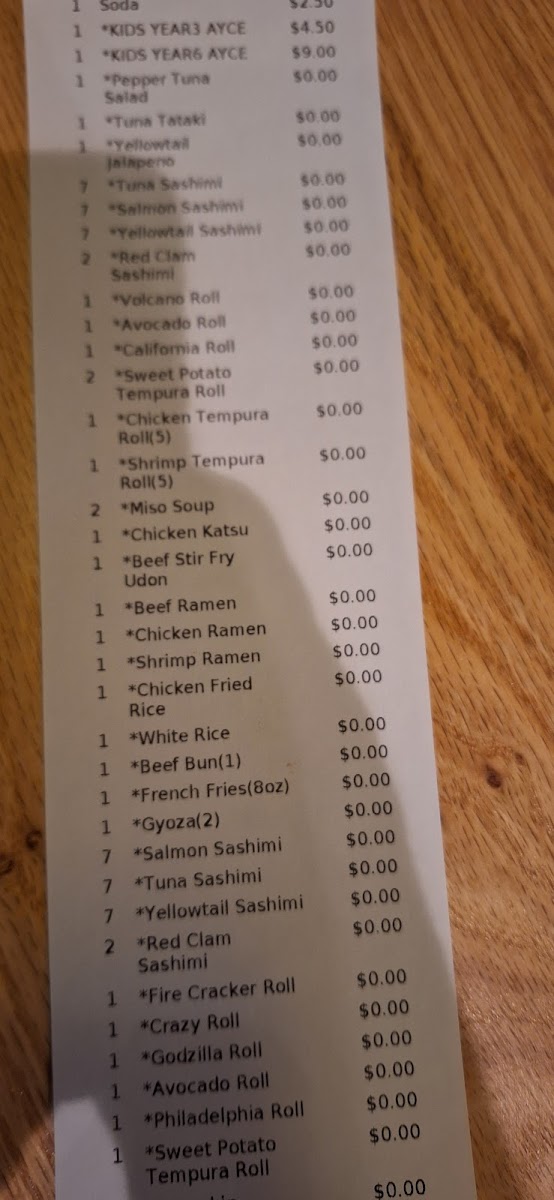 1 Soda $2.50
1 *KIDS YEAR3 AYCE $4.50
1 *KIDS YEAR6 AYCE $9.00
1 *Pepper Tuna $0.00
Salad
1 *Tuna Tataki $0.00
1 *Yellowtail $0.00
Jalapeno
7 *Tuna Sashimi $0.00
7 *Salmon Sashimi $0.00
7 *Yellowtail Sashimi $0.00
2 *Red Clam $0.00
Sashimi
1 *Volcano Roll $0.00
1 *Avocado Roll $0.00
1 *California Roll $0.00
2 *Sweet Potato $0.00
Tempura Roll
1 *Chicken Tempura $0.00
Roll(5)
1 *Shrimp Tempura $0.00
Roll(5)
2 *Miso Soup $0.00
1 *Chicken Katsu $0.00
1 *Beef Stir Fry $0.00
Udon
1 *Beef Ramen $0.00
1 *Chicken Ramen $0.00
1 *Shrimp Ramen $0.00
1 *Chicken Fried $0.00
Rice
1 *White Rice $0.00
1 *Beef Bun(1) $0.00
1 *French Fries(8oz) $0.00
1 *Gyoza(2) $0.00
7 *Salmon Sashimi $0.00
7 *Tuna Sashimi $0.00
7 *Yellowtail Sashimi $0.00
2 *Red Clam $0.00
Sashimi
1 *Fire Cracker Roll $0.00
1 *Crazy Roll $0.00
1 *Godzilla Roll $0.00
1 *Avocado Roll $0.00
1 *Philadelphia Roll $0.00
1 *Sweet Potato $0.00
Tempura Roll
$0.00